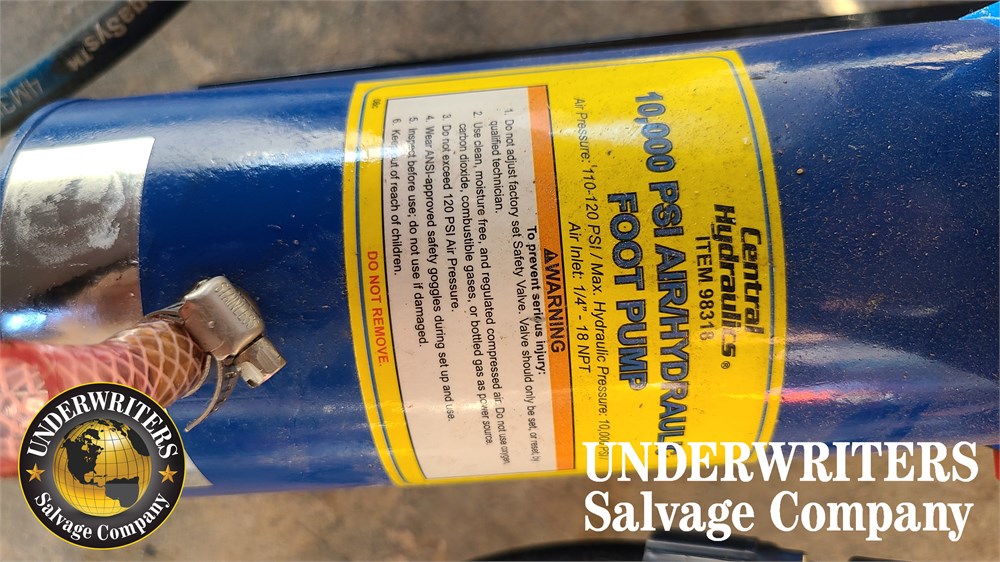 Central
Hydraulics®
ITEM 98318
10,000 PSI AIR/HYDRAULIC
FOOT PUMP
Air Pressure: 110-120 PSI / Max. Hydraulic Pressure: 10,000 PSI
Air Inlet: 1/4" - 18 NPT
⚠WARNING
To prevent serious injury:
1. Do not adjust factory set Safety Valve. Valve should only be set, or reset, by
qualified technician.
2. Use clean, moisture free, and regulated compressed air. Do not use oxygen,
carbon dioxide, combustible gases, or bottled gas as power source.
3. Do not exceed 120 PSI Air Pressure.
4. Wear ANSI-approved safety goggles during set up and use.
5. Inspect before use; do not use if damaged.
6. Keep out of reach of children.
DO NOT REMOVE.
UNDERWRITERS
Salvage Company
UNDERWRITERS
Salvage Company